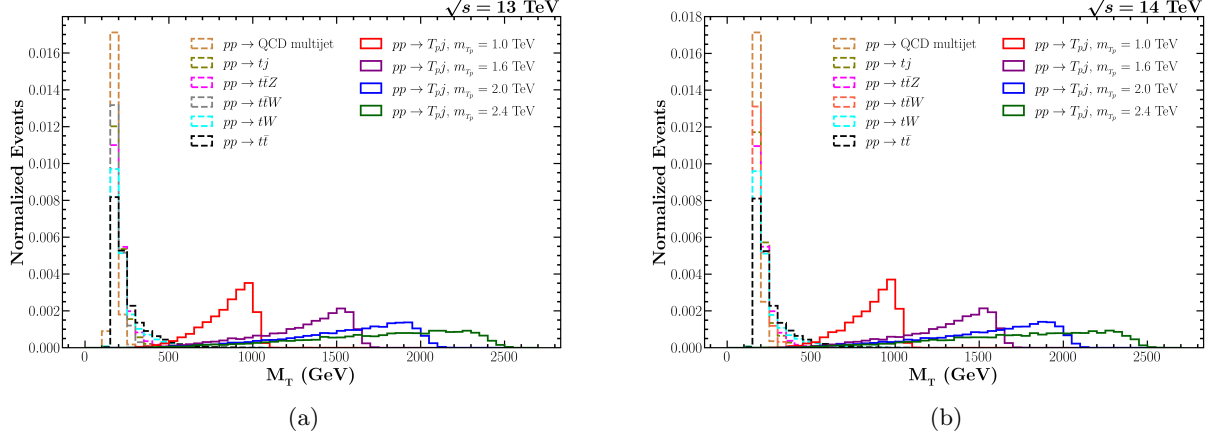 √s = 13 TeV
Normalized Events
0.016
0.014
0.012
0.010
0.008
0.006
0.004
0.002
0.000
pp → QCD multijet
pp → tj
pp → tt̄Z
pp → tt̄W
pp → tW
pp → tt̄
pp → T_p j, m_{T_p} = 1.0 TeV
pp → T_p j, m_{T_p} = 1.6 TeV
pp → T_p j, m_{T_p} = 2.0 TeV
pp → T_p j, m_{T_p} = 2.4 TeV
0 500 1000 1500 2000 2500
M_T (GeV)
(a)
√s = 14 TeV
Normalized Events
0.018
0.016
0.014
0.012
0.010
0.008
0.006
0.004
0.002
0.000
pp → QCD multijet
pp → tj
pp → tt̄Z
pp → tt̄W
pp → tW
pp → tt̄
pp → T_p j, m_{T_p} = 1.0 TeV
pp → T_p j, m_{T_p} = 1.6 TeV
pp → T_p j, m_{T_p} = 2.0 TeV
pp → T_p j, m_{T_p} = 2.4 TeV
0 500 1000 1500 2000 2500
M_T (GeV)
(b)